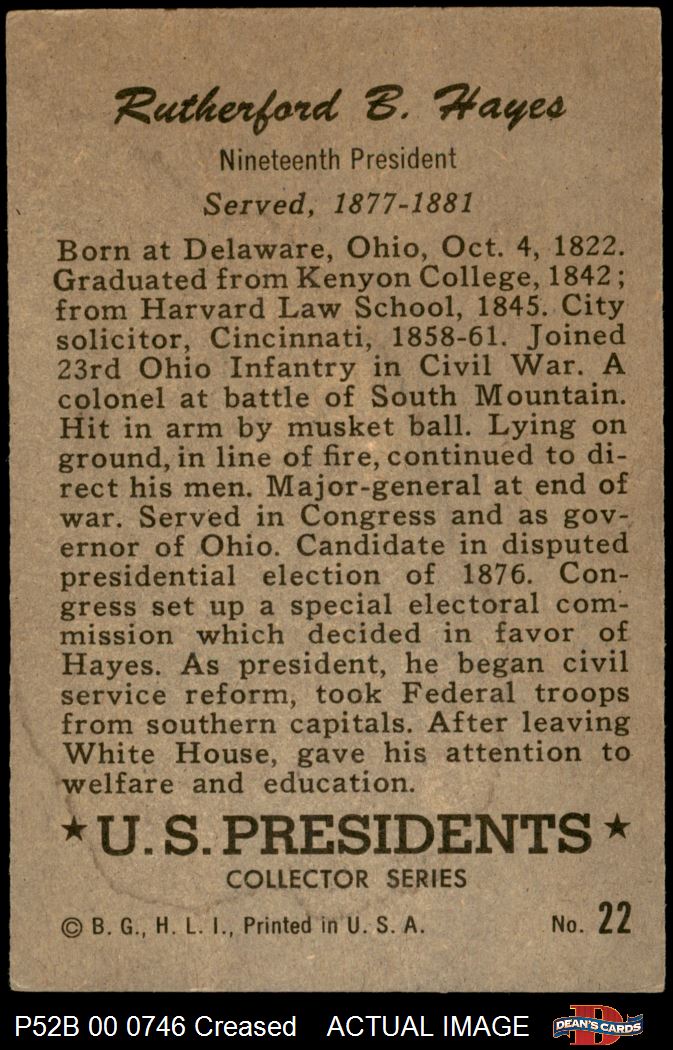 Rutherford B. Hayes
Nineteenth President
Served, 1877-1881
Born at Delaware, Ohio, Oct. 4, 1822.
Graduated from Kenyon College, 1842;
from Harvard Law School, 1845. City
solicitor, Cincinnati, 1858-61. Joined
23rd Ohio Infantry in Civil War. A
colonel at battle of South Mountain.
Hit in arm by musket ball. Lying on
ground, in line of fire, continued to di-
rect his men. Major-general at end of
war. Served in Congress and as gov-
ernor of Ohio. Candidate in disputed
presidential election of 1876. Con-
gress set up a special electoral com-
mission which decided in favor of
Hayes. As president, he began civil
service reform, took Federal troops
from southern capitals. After leaving
White House, gave his attention to
welfare and education.
★ U.S. PRESIDENTS ★
COLLECTOR SERIES
© B. G., H. L. I., Printed in U. S. A. No. 22
P52B 00 0746 Creased ACTUAL IMAGE DEAN'S CARDS